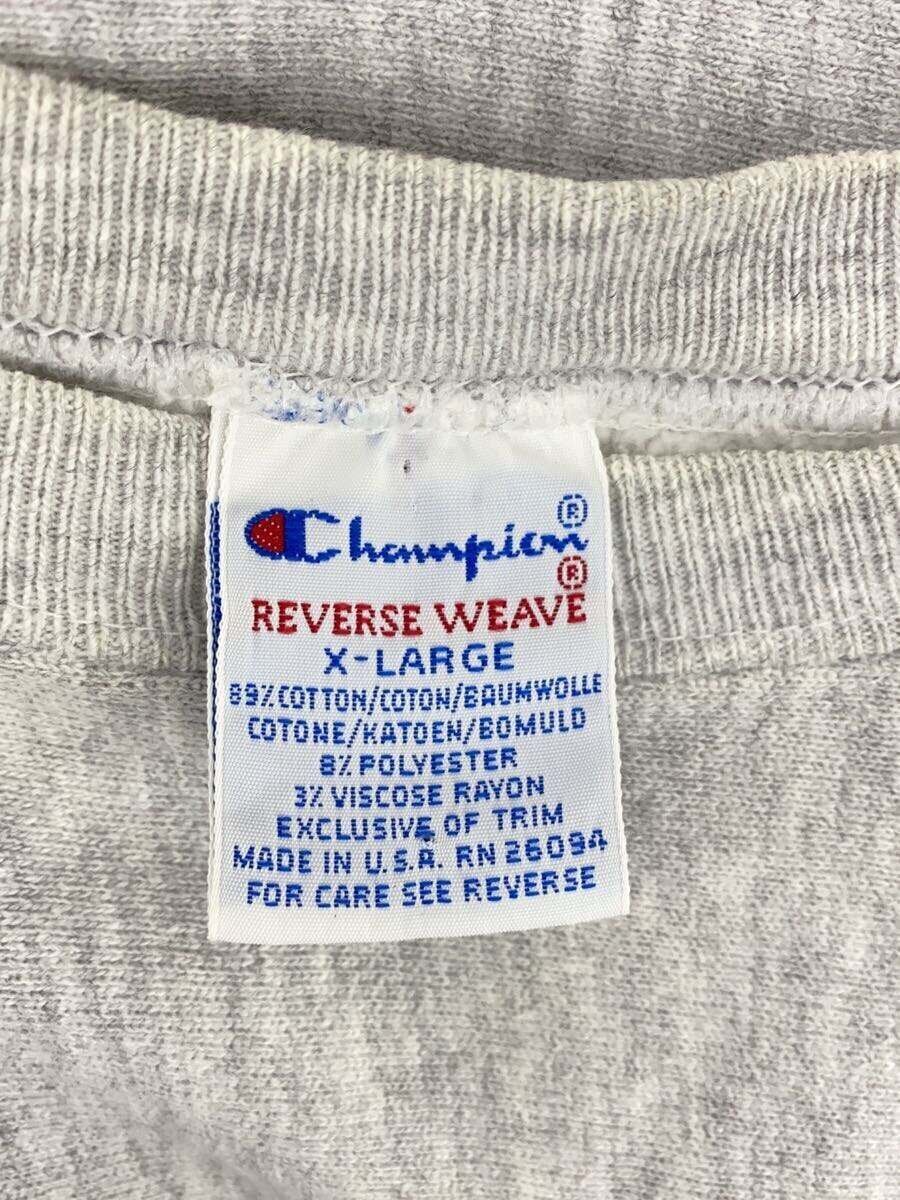 Champion®
REVERSE WEAVE®
X-LARGE
89% COTTON/COTON/BAUMWOLLE
COTONE/KATOEN/BOMULD
8% POLYESTER
3% VISCOSE RAYON
EXCLUSIVE OF TRIM
MADE IN U.S.A. RN 26094
FOR CARE SEE REVERSE